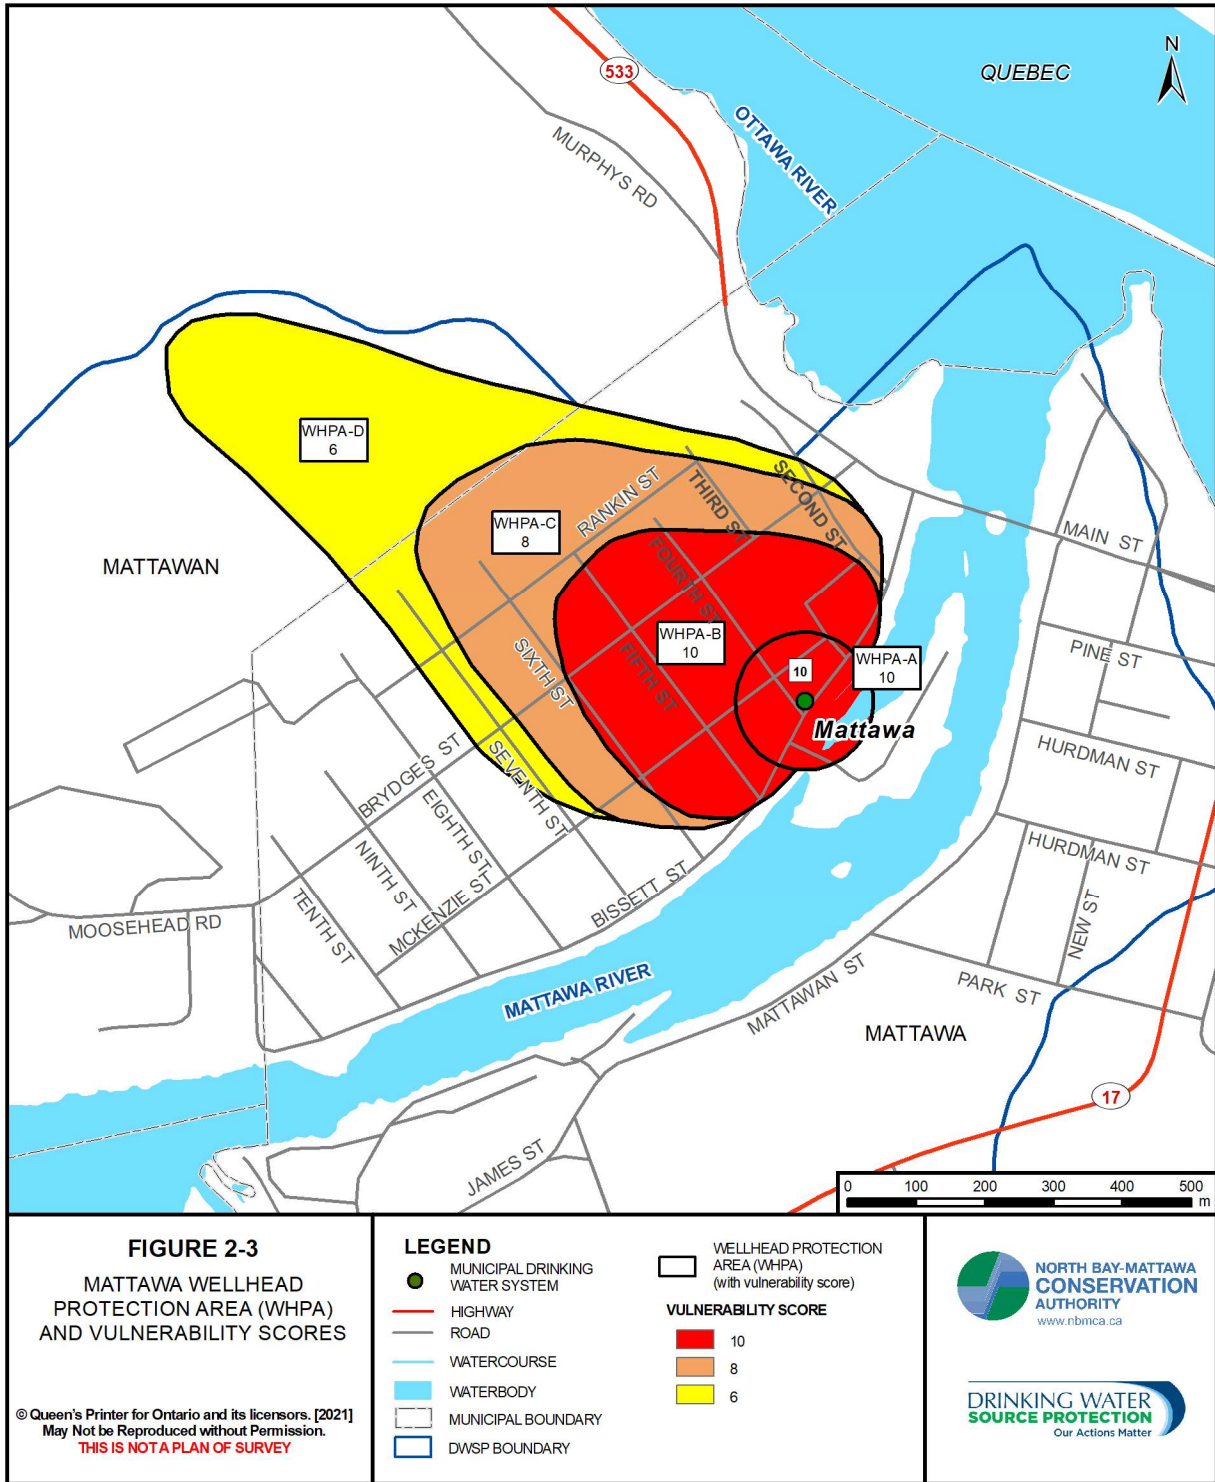 N
QUEBEC
533
OTTAWA RIVER
MURPHYS RD
WHPA-D
6
SECOND ST
THIRD ST
RANKIN ST
WHPA-C
8
MAIN ST
MATTAWAN
FOURTH ST
WHPA-B
10
FIFTH ST
SIXTH ST
10
WHPA-A
10
PINE ST
Mattawa
HURDMAN ST
BRYDGES ST
SEVENTH ST
EIGHTH ST
NINTH ST
TENTH ST
MCKENZIE ST
BISSETT ST
HURDMAN ST
NEW ST
MOOSEHEAD RD
MATTAWA RIVER
MATTAWAN ST
PARK ST
MATTAWA
17
JAMES ST
0 100 200 300 400 500
m
FIGURE 2-3
MATTAWA WELLHEAD
PROTECTION AREA (WHPA)
AND VULNERABILITY SCORES
© Queen's Printer for Ontario and its licensors. [2021]
May Not be Reproduced without Permission.
THIS IS NOT A PLAN OF SURVEY
LEGEND
MUNICIPAL DRINKING
WATER SYSTEM
HIGHWAY
ROAD
WATERCOURSE
WATERBODY
MUNICIPAL BOUNDARY
DWSP BOUNDARY
WELLHEAD PROTECTION
AREA (WHPA)
(with vulnerability score)
VULNERABILITY SCORE
10
8
6
NORTH BAY-MATTAWA
CONSERVATION
AUTHORITY
www.nbmca.ca
DRINKING WATER
SOURCE PROTECTION
Our Actions Matter